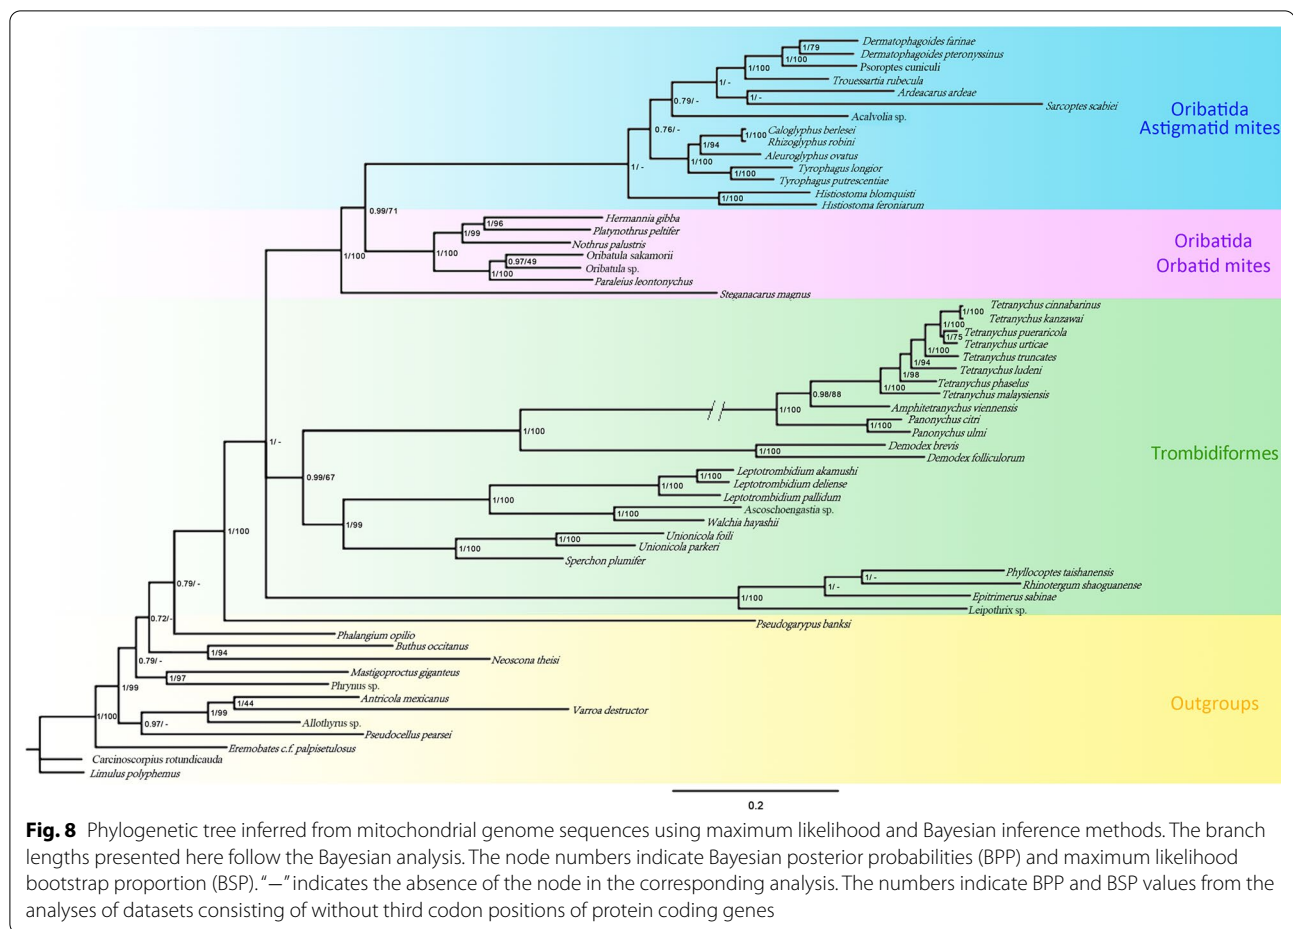 Dermatophagoides farinae
1/79
Dermatophagoides pteronyssinus
1/100
Psoroptes cuniculi
1/100
Trouessartia rubecula
1/ -
Ardeacarus ardeae
0.79/ -
1/ -
Sarcoptes scabiei
Acalvolia sp.
Oribatida
Astigmatid mites
0.76/ -
1/100
Caloglyphus berlesei
Rhizoglyphus robini
1/94
Aleuroglyphus ovatus
1/100
1/ -
Tyrophagus longior
1/100
Tyrophagus putrescentiae
Histiostoma blomquisti
1/100
Histiostoma feroniarum
0.99/71
Hermannia gibba
1/96
Platynothrus peltifer
1/99
Nothrus palustris
1/100
1/100
Oribatula sakamorii
0.97/49
Oribatula sp.
1/100
Paraleius leontonychus
Steganacarus magnus
Oribatida
Orbatid mites
Tetranychus cinnabarinus
1/100
Tetranychus kanzawai
1/100
Tetranychus pueraricola
1/75
Tetranychus urticae
1/100
Tetranychus truncates
1/94
Tetranychus ludeni
1/98
Tetranychus phaselus
1/100
Tetranychus malaysiensis
0.98/88
Amphitetranychus viennensis
1/100
Panonychus citri
1/100
Panonychus ulmi
1/100
Demodex brevis
1/100
Demodex folliculorum
1/ -
Trombidiformes
0.99/67
Leptotrombidium akamushi
1/100
Leptotrombidium deliense
1/100
Leptotrombidium pallidum
1/100
Ascoschoengastia sp.
1/100
Walchia hayashii
1/99
Unionicola foili
1/100
Unionicola parkeri
1/100
Sperchon plumifer
1/100
Phyllocoptes taishanensis
1/ -
Rhinotergum shaoguanense
1/ -
Epitrimerus sabinae
1/100
Leipothrix sp.
0.79/ -
Pseudogarypus banksi
0.72/-
Phalangium opilio
Buthus occitanus
1/94
Neoscona theisi
0.79/ -
Mastigoproctus giganteus
1/97
Phrynus sp.
1/99
Antricola mexicanus
1/44
Varroa destructor
1/99
Allothyrus sp.
0.97/ -
Pseudocellus pearsei
1/100
Eremobates c.f. palpisetulosus
Carcinoscorpius rotundicauda
Limulus polyphemus
Outgroups
0.2
Fig. 8 Phylogenetic tree inferred from mitochondrial genome sequences using maximum likelihood and Bayesian inference methods. The branch
lengths presented here follow the Bayesian analysis. The node numbers indicate Bayesian posterior probabilities (BPP) and maximum likelihood
bootstrap proportion (BSP). “—” indicates the absence of the node in the corresponding analysis. The numbers indicate BPP and BSP values from the
analyses of datasets consisting of without third codon positions of protein coding genes